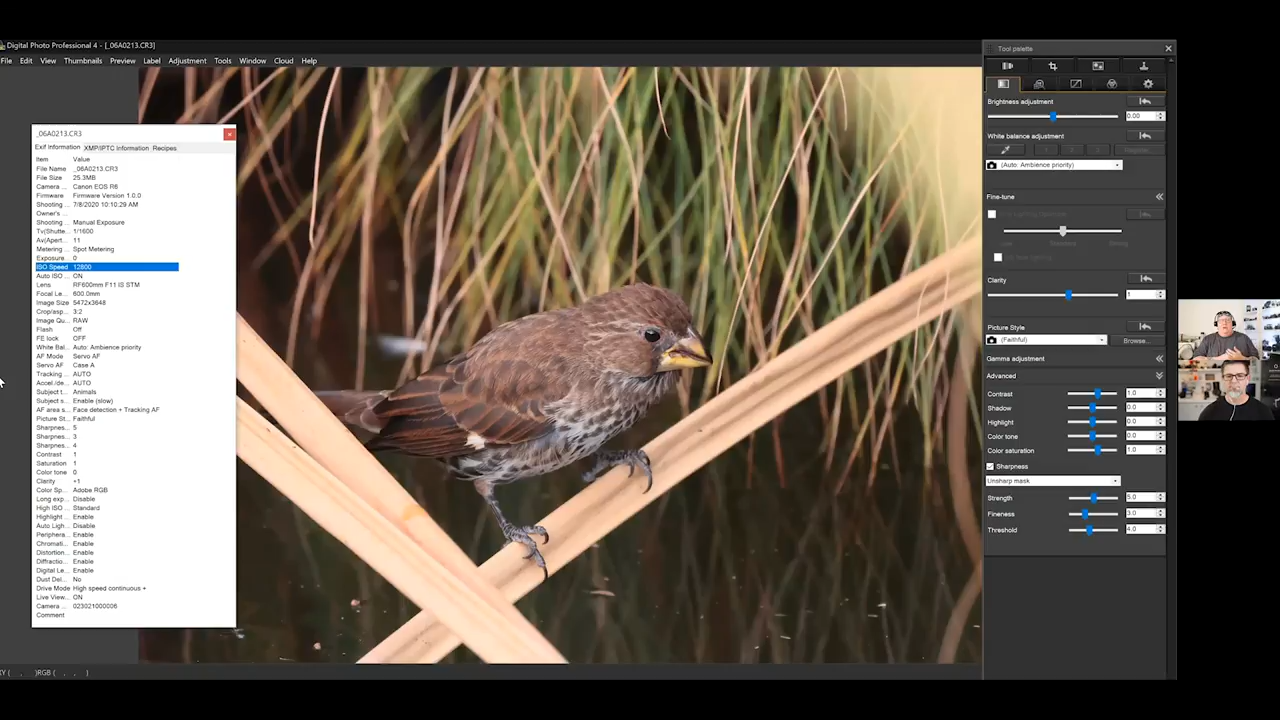 Digital Photo Professional 4 - [_06A0213.CR3]
File Edit View Thumbnails Preview Label Adjustment Tools Window Cloud Help
_06A0213.CR3
Exif Information XMP/IPTC Information Recipes
Item Value
File Name _06A0213.CR3
File Size 25.3MB
Camera ... Canon EOS R6
Firmware Firmware Version 1.0.0
Shooting ... 7/8/2020 10:10:29 AM
Owner's ...
Shooting ... Manual Exposure
Tv(Shutte... 1/1600
Av(Apert... 11
Metering ... Spot Metering
Exposure... 0
ISO Speed 12800
Auto ISO ... ON
Lens RF600mm F11 IS STM
Focal Le... 600.0mm
Image Size 5472x3648
Crop/asp... 3:2
Image Qu... RAW
Flash Off
FE lock OFF
White Bal... Auto: Ambience priority
AF Mode Servo AF
Servo AF Case A
Tracking ... AUTO
Accel./de... AUTO
Subject t... Animals
Subject s... Enable (slow)
AF area s... Face detection + Tracking AF
Picture St... Faithful
Sharpnes... 5
Sharpnes... 3
Sharpnes... 4
Contrast 1
Saturation 1
Color tone 0
Clarity +1
Color Sp... Adobe RGB
Long exp... Disable
High ISO ... Standard
Highlight ... Enable
Auto Ligh... Disable
Periphera... Enable
Chromati... Enable
Distortion... Enable
Diffractio... Enable
Digital Le... Enable
Dust Del... No
Drive Mode High speed continuous +
Live View... ON
Camera ... 023021000006
Comment
XY ( , )RGB ( , , )
Tool palette
Brightness adjustment
0.00
White balance adjustment
(Auto: Ambience priority)
Fine-tune
Clarity
1
Picture Style
(Faithful) Browse...
Gamma adjustment
Advanced
Contrast 1.0
Shadow 0.0
Highlight 0.0
Color tone 0.0
Color saturation 1.0
Sharpness
Unsharp mask
Strength 5.0
Fineness 3.0
Threshold 4.0